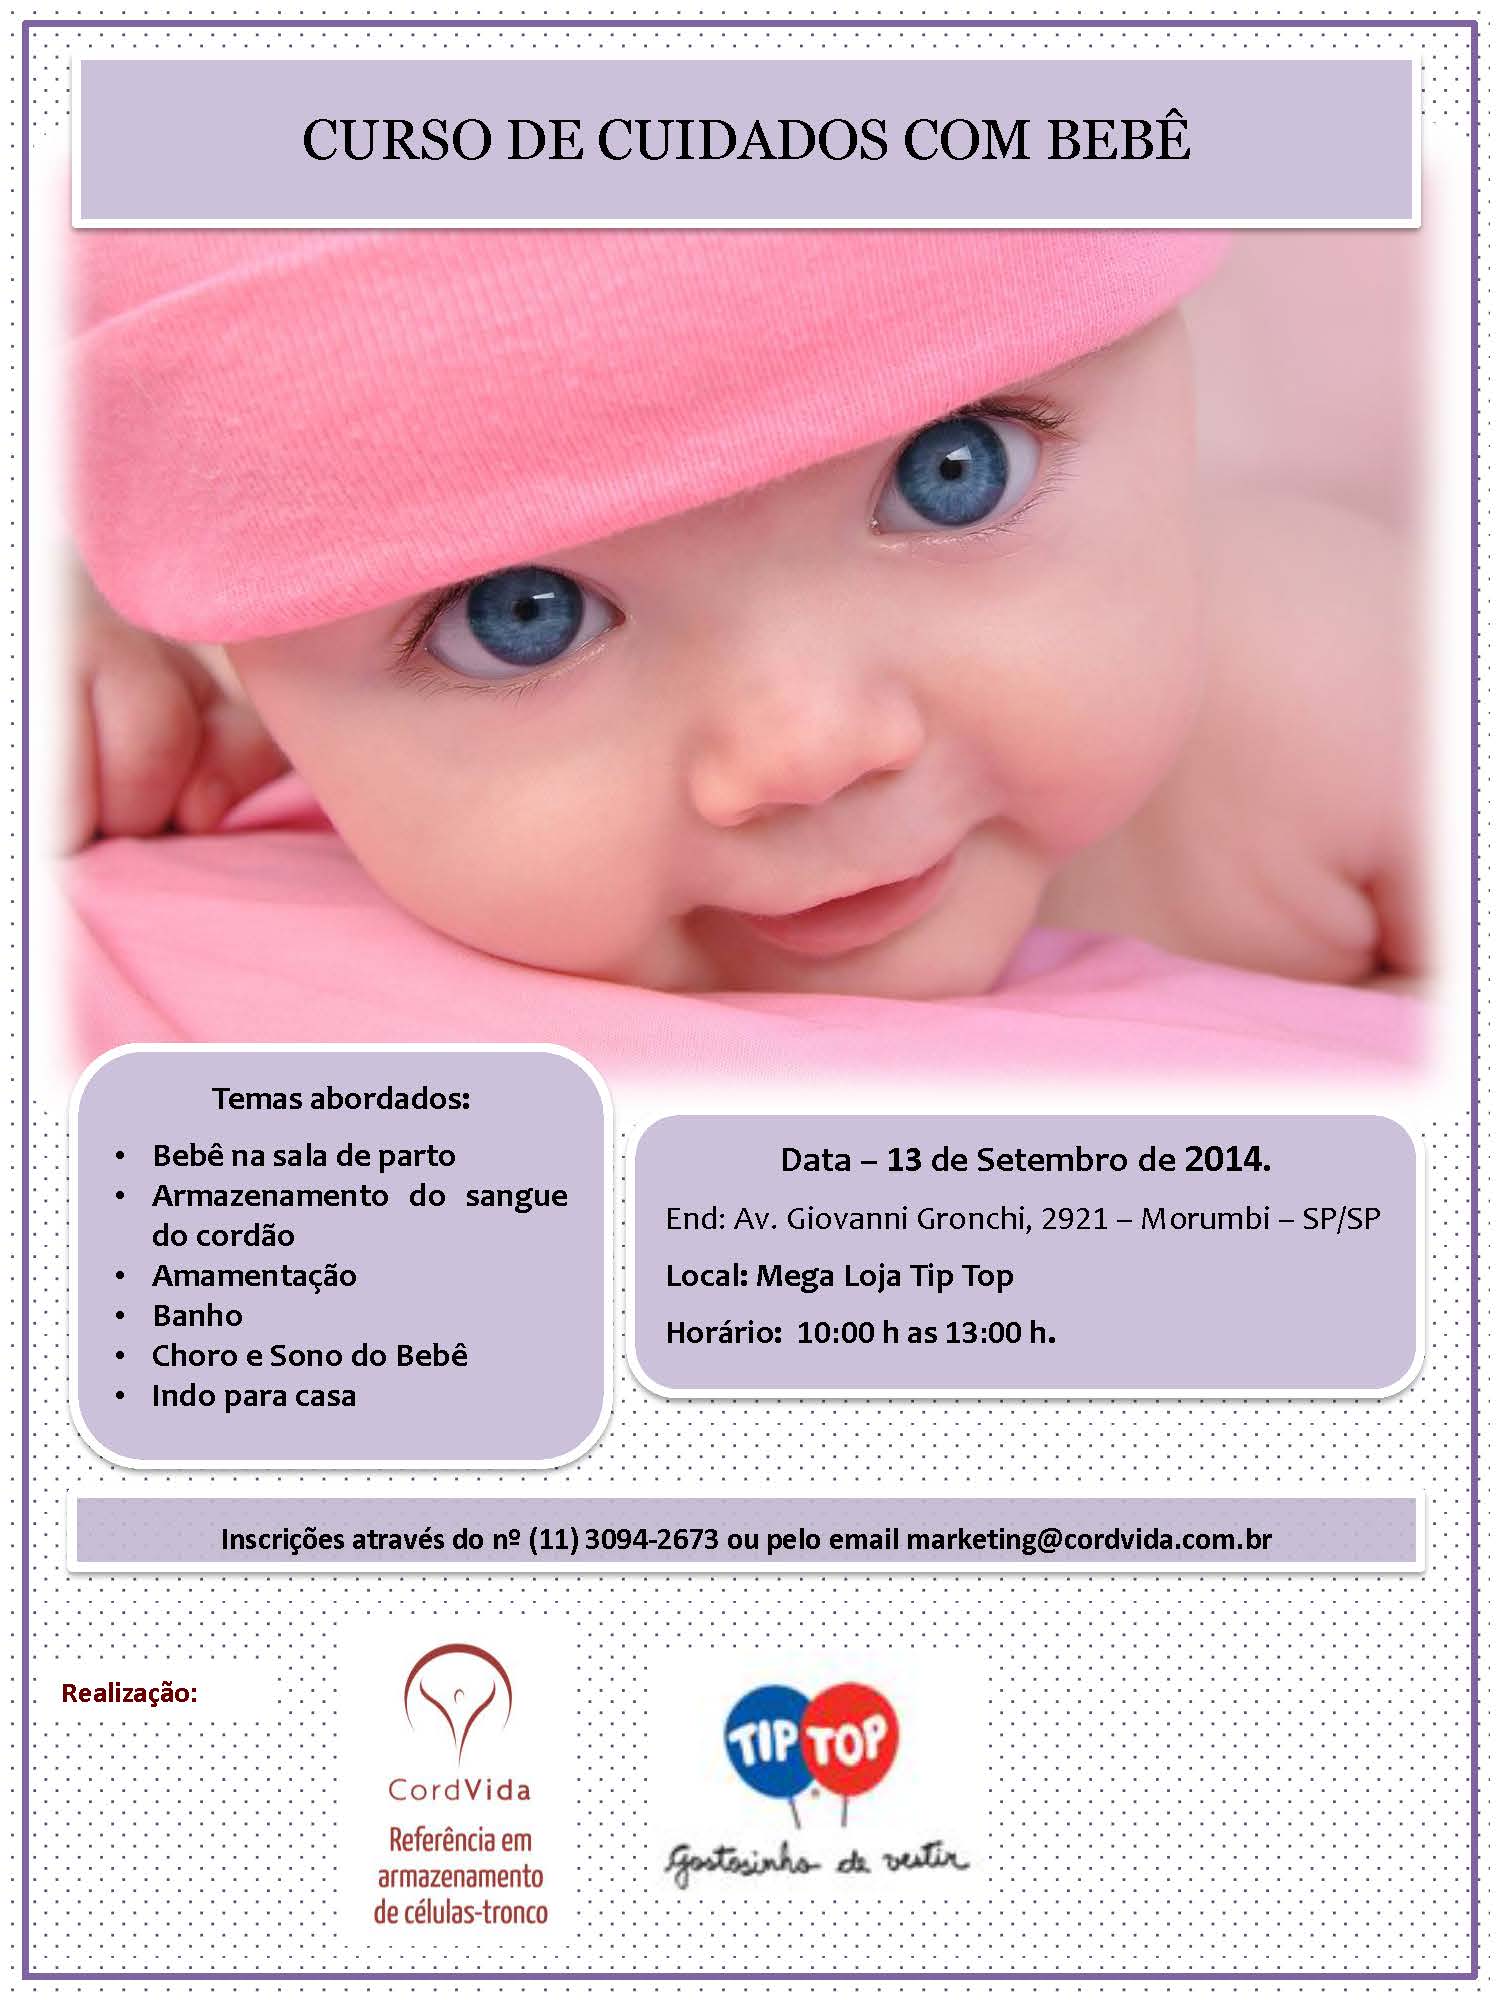 CURSO DE CUIDADOS COM BEBÊ
Temas abordados:
• Bebê na sala de parto
• Armazenamento do sangue
do cordão
• Amamentação
• Banho
• Choro e Sono do Bebê
• Indo para casa
Data – 13 de Setembro de 2014.
End: Av. Giovanni Gronchi, 2921 – Morumbi – SP/SP
Local: Mega Loja Tip Top
Horário: 10:00 h as 13:00 h.
Inscrições através do nº (11) 3094-2673 ou pelo email marketing@cordvida.com.br
Realização:
CordVida
Referência em
armazenamento
de células-tronco
TIP TOP
Gostosinho de vestir